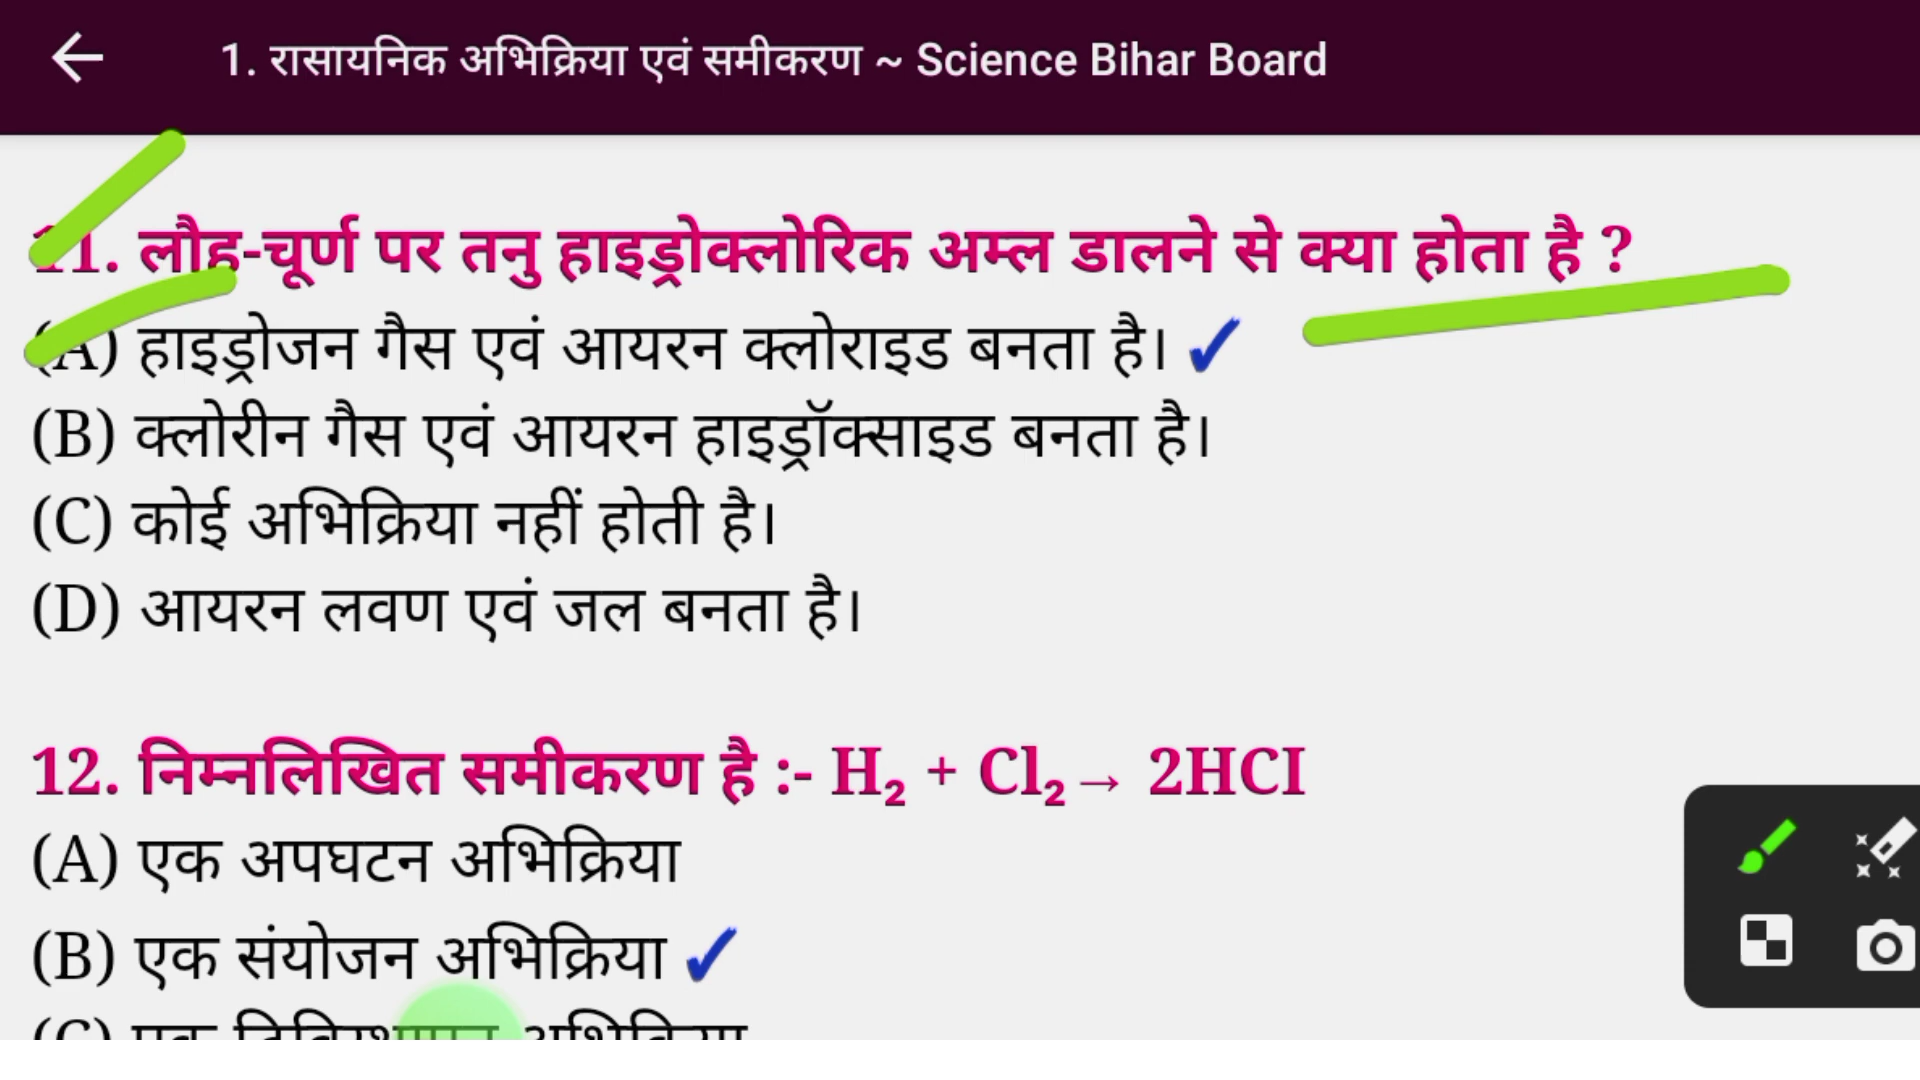 1. रासायनिक अभिक्रिया एवं समीकरण ~ Science Bihar Board
11. लौह-चूर्ण पर तनु हाइड्रोक्लोरिक अम्ल डालने से क्या होता है ?
(A) हाइड्रोजन गैस एवं आयरन क्लोराइड बनता है। ✓
(B) क्लोरीन गैस एवं आयरन हाइड्रॉक्साइड बनता है।
(C) कोई अभिक्रिया नहीं होती है।
(D) आयरन लवण एवं जल बनता है।
12. निम्नलिखित समीकरण है :- H₂ + Cl₂→ 2HCI
(A) एक अपघटन अभिक्रिया
(B) एक संयोजन अभिक्रिया ✓
(C) एक अभिक्रिया